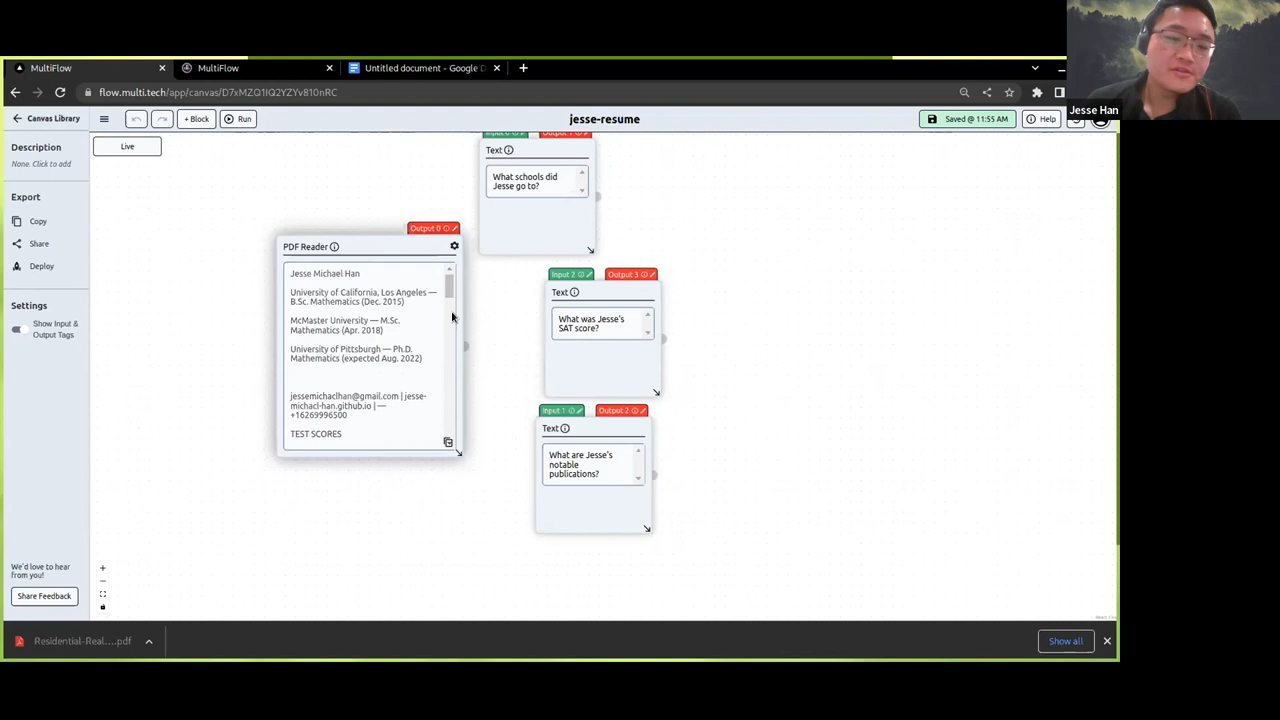 MultiFlow
MultiFlow
Untitled document - Google D
flow.multi.tech/app/canvas/D7xMZQ1IQ2YZYv810nRC
Jesse Han
Canvas Library
+ Block
Run
jesse-resume
Saved @ 11:55 AM
Help
Description
None. Click to add
Export
Copy
Share
Deploy
Settings
Show Input &
Output Tags
We'd love to hear
from you!
Share Feedback
Live
Text
What schools did
Jesse go to?
Output 0
PDF Reader
Jesse Michael Han
University of California, Los Angeles —
B.Sc. Mathematics (Dec. 2015)
McMaster University — M.Sc.
Mathematics (Apr. 2018)
University of Pittsburgh — Ph.D.
Mathematics (expected Aug. 2022)
jessemichaclhan@gmail.com | jesse-
michacl-han.github.io | —
+16269996500
TEST SCORES
Input 2
Output 3
Text
What was Jesse's
SAT score?
Input 1
Output 2
Text
What are Jesse's
notable
publications?
Residential-Real....pdf
Show all